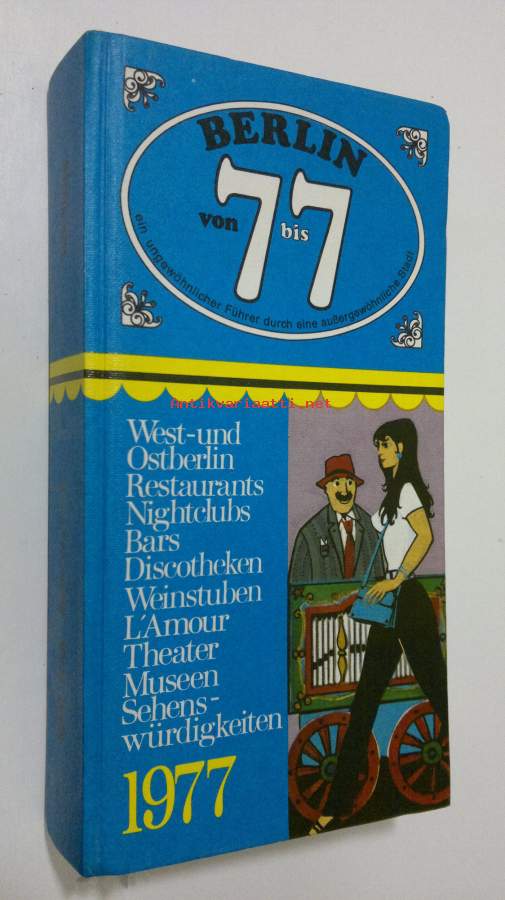 BERLIN
von 7 bis 7
ein ungewöhnlicher Führer durch eine außergewöhnliche Stadt
antikvariaatti.net
West-und
Ostberlin
Restaurants
Nightclubs
Bars
Discotheken
Weinstuben
L'Amour
Theater
Museen
Sehens-
würdigkeiten
1977